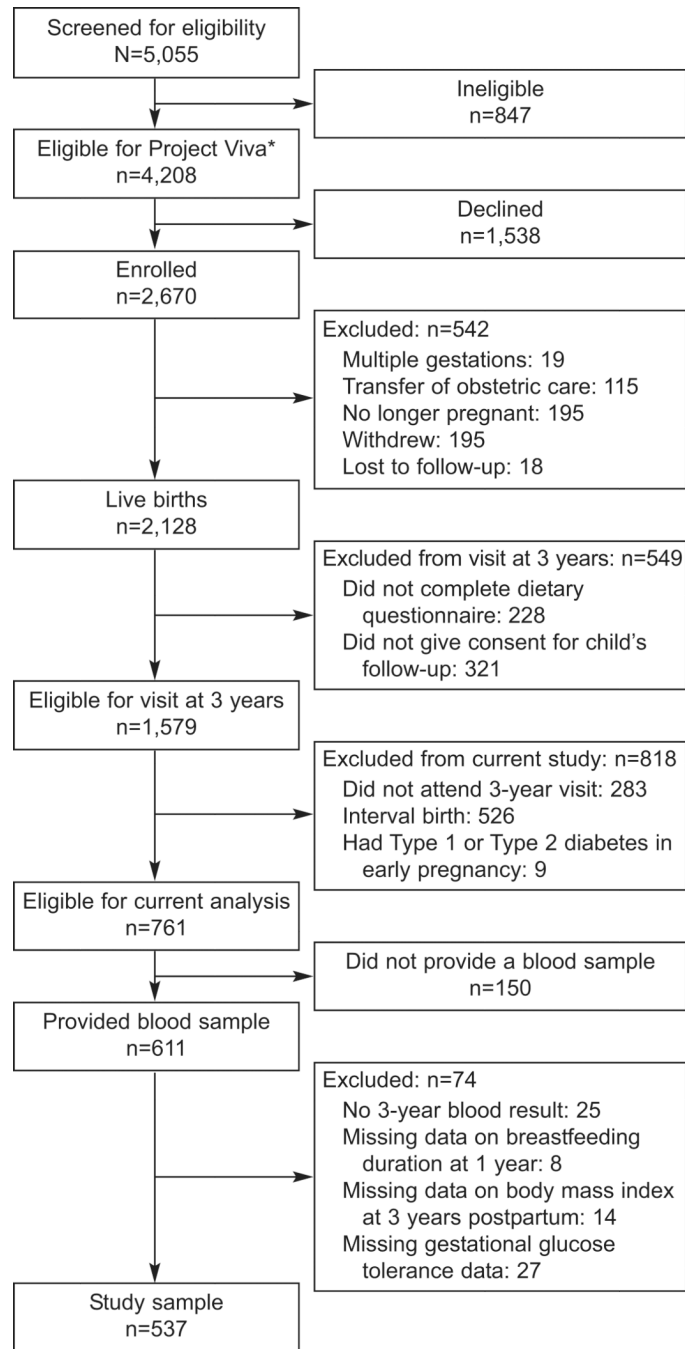 Screened for eligibility
N=5,055
Ineligible
n=847
Eligible for Project Viva*
n=4,208
Declined
n=1,538
Enrolled
n=2,670
Excluded: n=542
Multiple gestations: 19
Transfer of obstetric care: 115
No longer pregnant: 195
Withdrew: 195
Lost to follow-up: 18
Live births
n=2,128
Excluded from visit at 3 years: n=549
Did not complete dietary
questionnaire: 228
Did not give consent for child’s
follow-up: 321
Eligible for visit at 3 years
n=1,579
Excluded from current study: n=818
Did not attend 3-year visit: 283
Interval birth: 526
Had Type 1 or Type 2 diabetes in
early pregnancy: 9
Eligible for current analysis
n=761
Did not provide a blood sample
n=150
Provided blood sample
n=611
Excluded: n=74
No 3-year blood result: 25
Missing data on breastfeeding
duration at 1 year: 8
Missing data on body mass index
at 3 years postpartum: 14
Missing gestational glucose
tolerance data: 27
Study sample
n=537